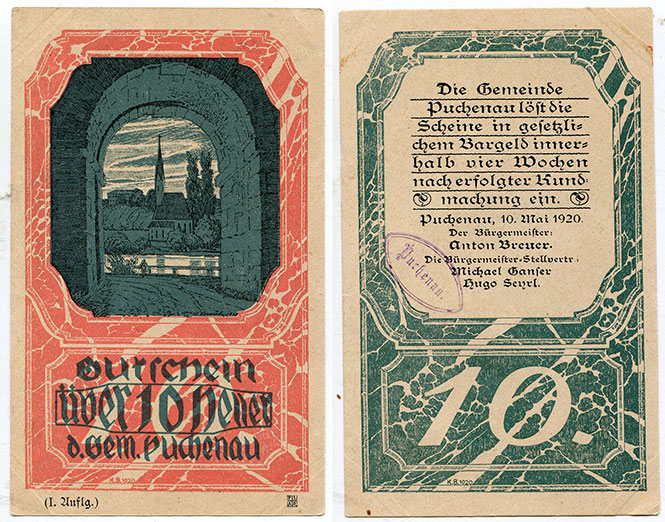 Gutschein
über 10 Heller
d. Gem. Puchenau
K.B. 1920
(I. Auflg.)
Die Gemeinde
Puchenau löst die
Scheine in gesetzli-
chem Bargeld inner-
halb vier Wochen
nach erfolgter Kund-
machung ein.
Puchenau, 10. Mai 1920.
Der Bürgermeister:
Anton Breuer.
Die Bürgermeister-Stellvertr.:
Michael Ganser
Hugo Seyrl.
Puchenau.
10.
K.B. 1920